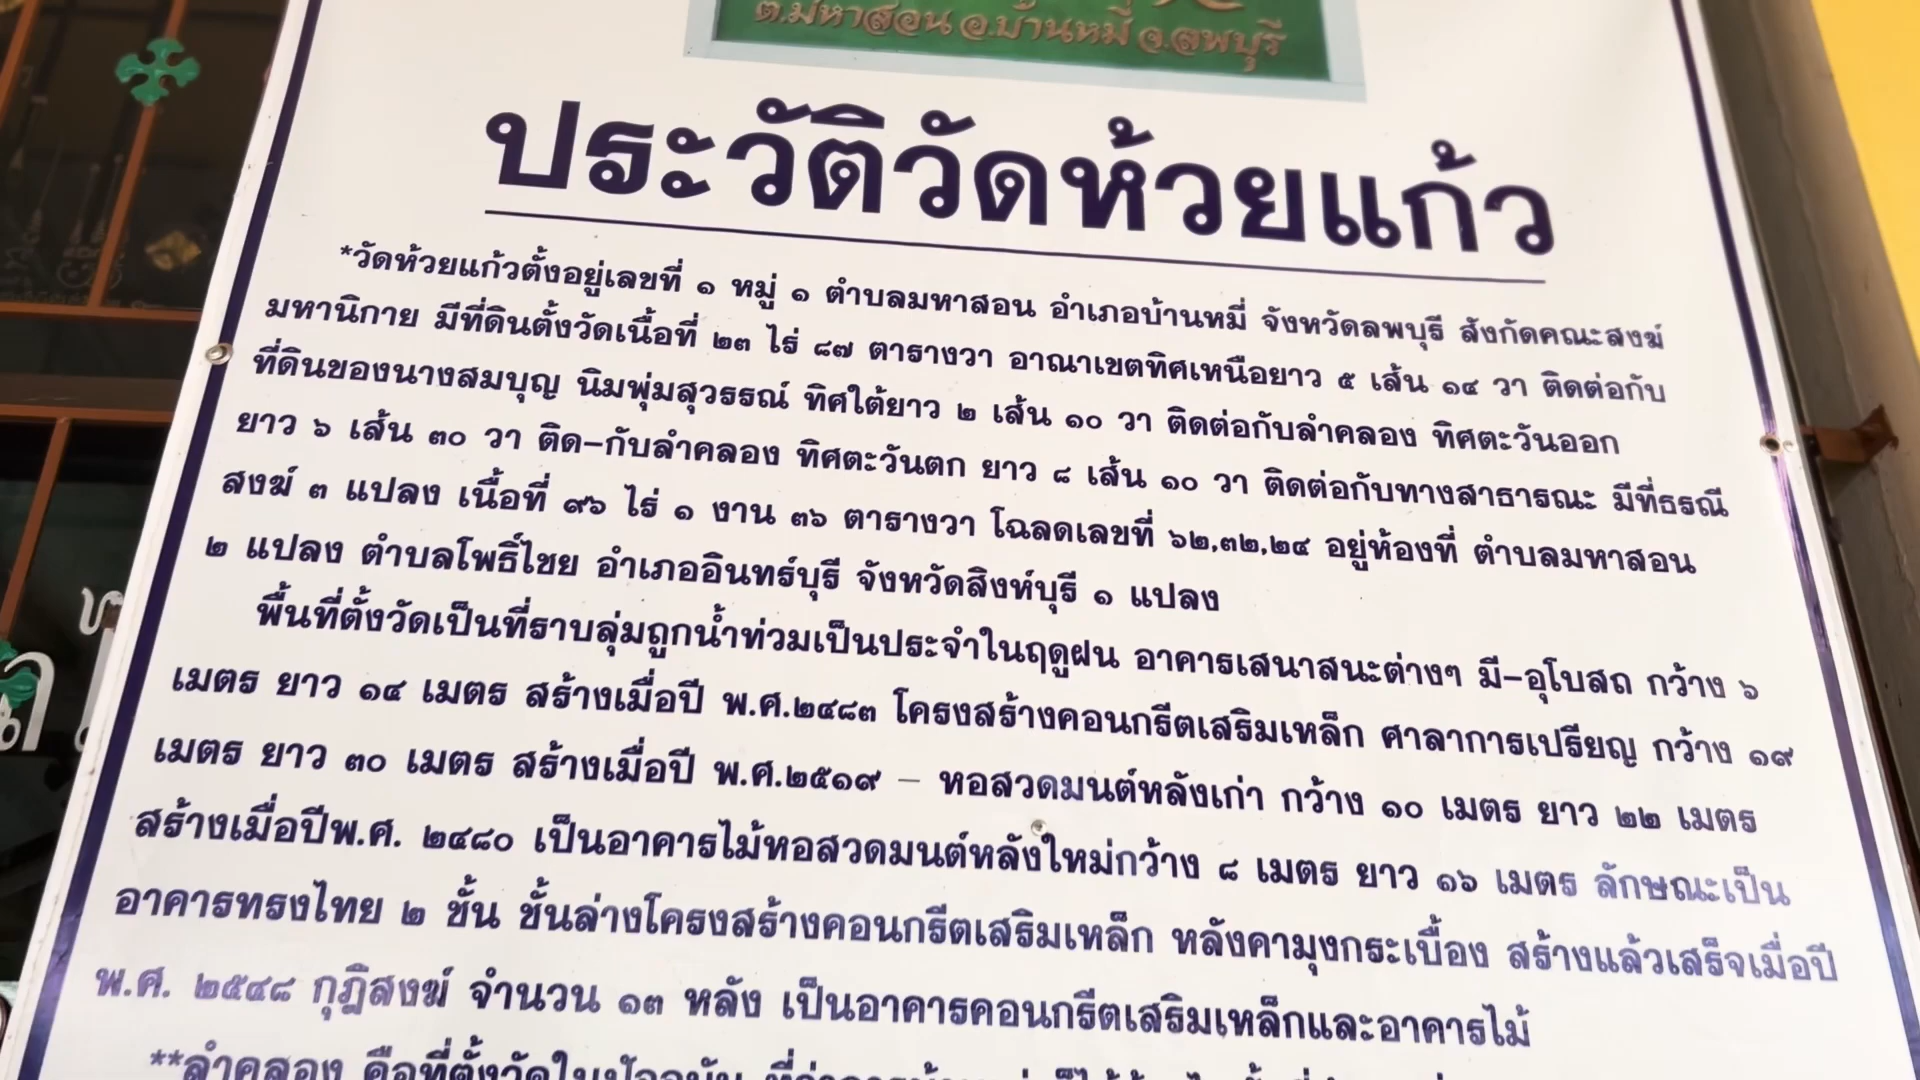 ต.มหาสอน อ.บ้านหมี่ จ.ลพบุรี
ประวัติวัดห้วยแก้ว
*วัดห้วยแก้วตั้งอยู่เลขที่ ๑ หมู่ ๑ ตำบลมหาสอน อำเภอบ้านหมี่ จังหวัดลพบุรี สังกัดคณะสงฆ์
มหานิกาย มีที่ดินตั้งวัดเนื้อที่ ๒๓ ไร่ ๘๗ ตารางวา อาณาเขตทิศเหนือยาว ๕ เส้น ๑๔ วา ติดต่อกับ
ที่ดินของนางสมบุญ นิมพุ่มสุวรรณ์ ทิศใต้ยาว ๒ เส้น ๑๐ วา ติดต่อกับลำคลอง ทิศตะวันออก
ยาว ๖ เส้น ๓๐ วา ติด-กับลำคลอง ทิศตะวันตก ยาว ๘ เส้น ๑๐ วา ติดต่อกับทางสาธารณะ มีที่ธรณี
สงฆ์ ๓ แปลง เนื้อที่ ๙๖ ไร่ ๑ งาน ๓๖ ตารางวา โฉลดเลขที่ ๖๒,๓๒,๒๔ อยู่ห้องที่ ตำบลมหาสอน
๒ แปลง ตำบลโพธิ์ไชย อำเภออินทร์บุรี จังหวัดสิงห์บุรี ๑ แปลง
พื้นที่ตั้งวัดเป็นที่ราบลุ่มถูกน้ำท่วมเป็นประจำในฤดูฝน อาคารเสนาสนะต่างๆ มี-อุโบสถ กว้าง ๖
เมตร ยาว ๑๔ เมตร สร้างเมื่อปี พ.ศ.๒๔๘๓ โครงสร้างคอนกรีตเสริมเหล็ก ศาลาการเปรียญ กว้าง ๑๙
เมตร ยาว ๓๐ เมตร สร้างเมื่อปี พ.ศ.๒๕๑๙ – หอสวดมนต์หลังเก่า กว้าง ๑๐ เมตร ยาว ๒๒ เมตร
สร้างเมื่อปีพ.ศ. ๒๔๘๐ เป็นอาคารไม้หอสวดมนต์หลังใหม่กว้าง ๘ เมตร ยาว ๑๖ เมตร ลักษณะเป็น
อาคารทรงไทย ๒ ชั้น ชั้นล่างโครงสร้างคอนกรีตเสริมเหล็ก หลังคามุงกระเบื้อง สร้างแล้วเสร็จเมื่อปี
พ.ศ. ๒๕๔๘ กุฎิสงฆ์ จำนวน ๑๓ หลัง เป็นอาคารคอนกรีตเสริมเหล็กและอาคารไม้
**ลำคลอง คือที่ตั้งวัดในปัจจุบัน